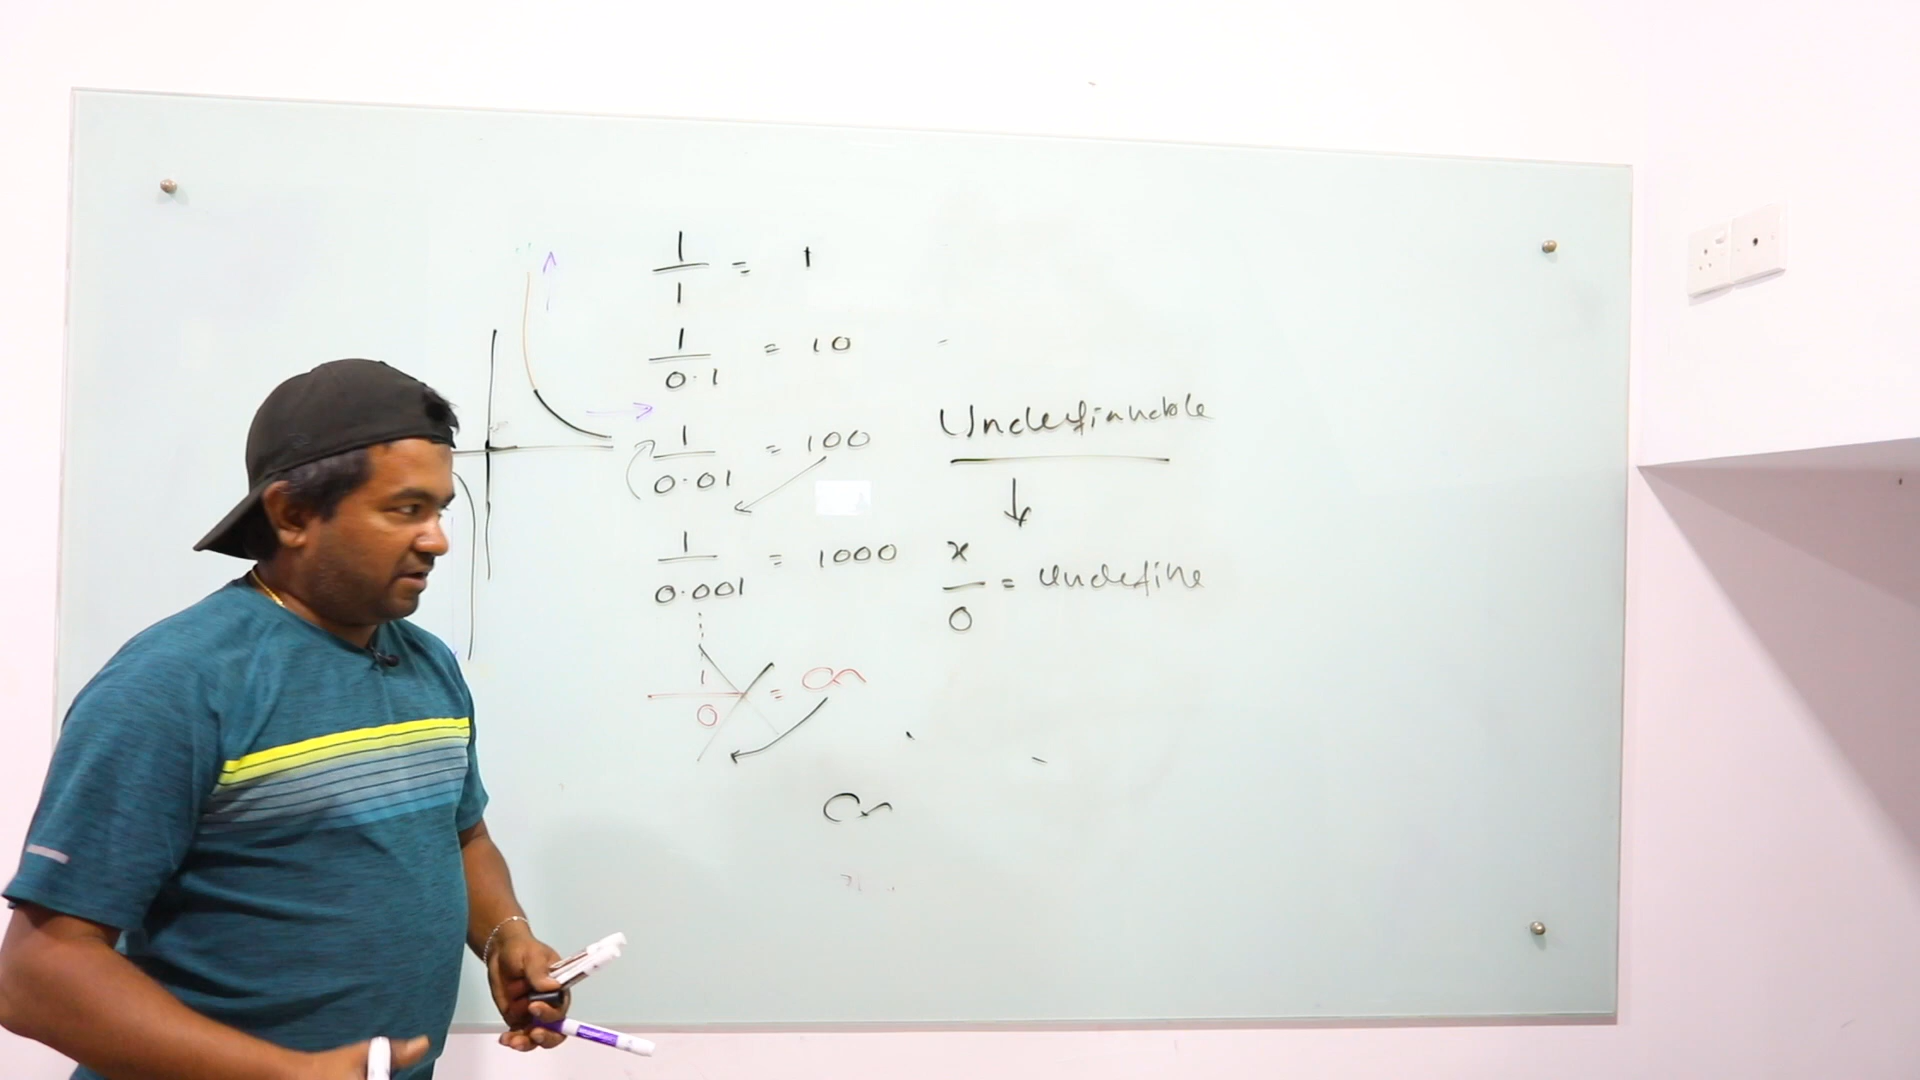 1/1 = 1
1/0.1 = 10
1/0.01 = 100
1/0.001 = 1000
1/0 = ∞
∞
Undefinable
x/0 = undefine